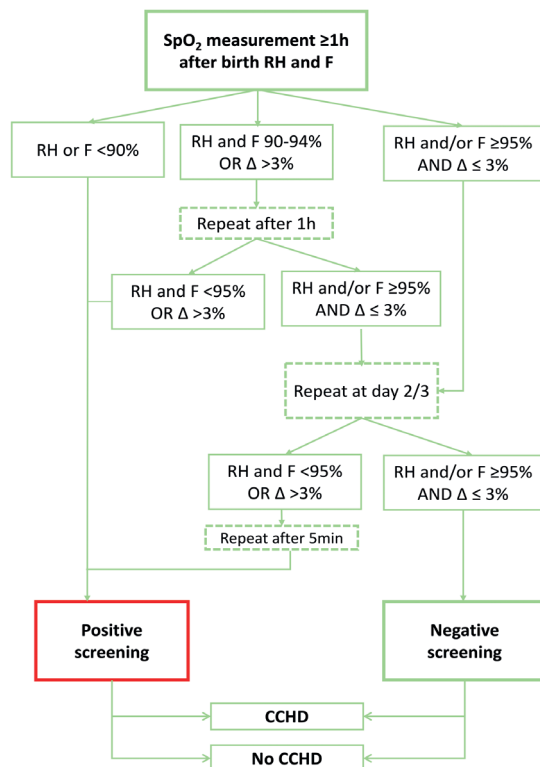 SpO₂ measurement ≥1h
after birth RH and F
RH or F <90%
RH and F 90-94%
OR Δ >3%
RH and/or F ≥95%
AND Δ ≤ 3%
Repeat after 1h
RH and F <95%
OR Δ >3%
RH and/or F ≥95%
AND Δ ≤ 3%
Repeat at day 2/3
RH and F <95%
OR Δ >3%
RH and/or F ≥95%
AND Δ ≤ 3%
Repeat after 5min
Positive
screening
Negative
screening
CCHD
No CCHD